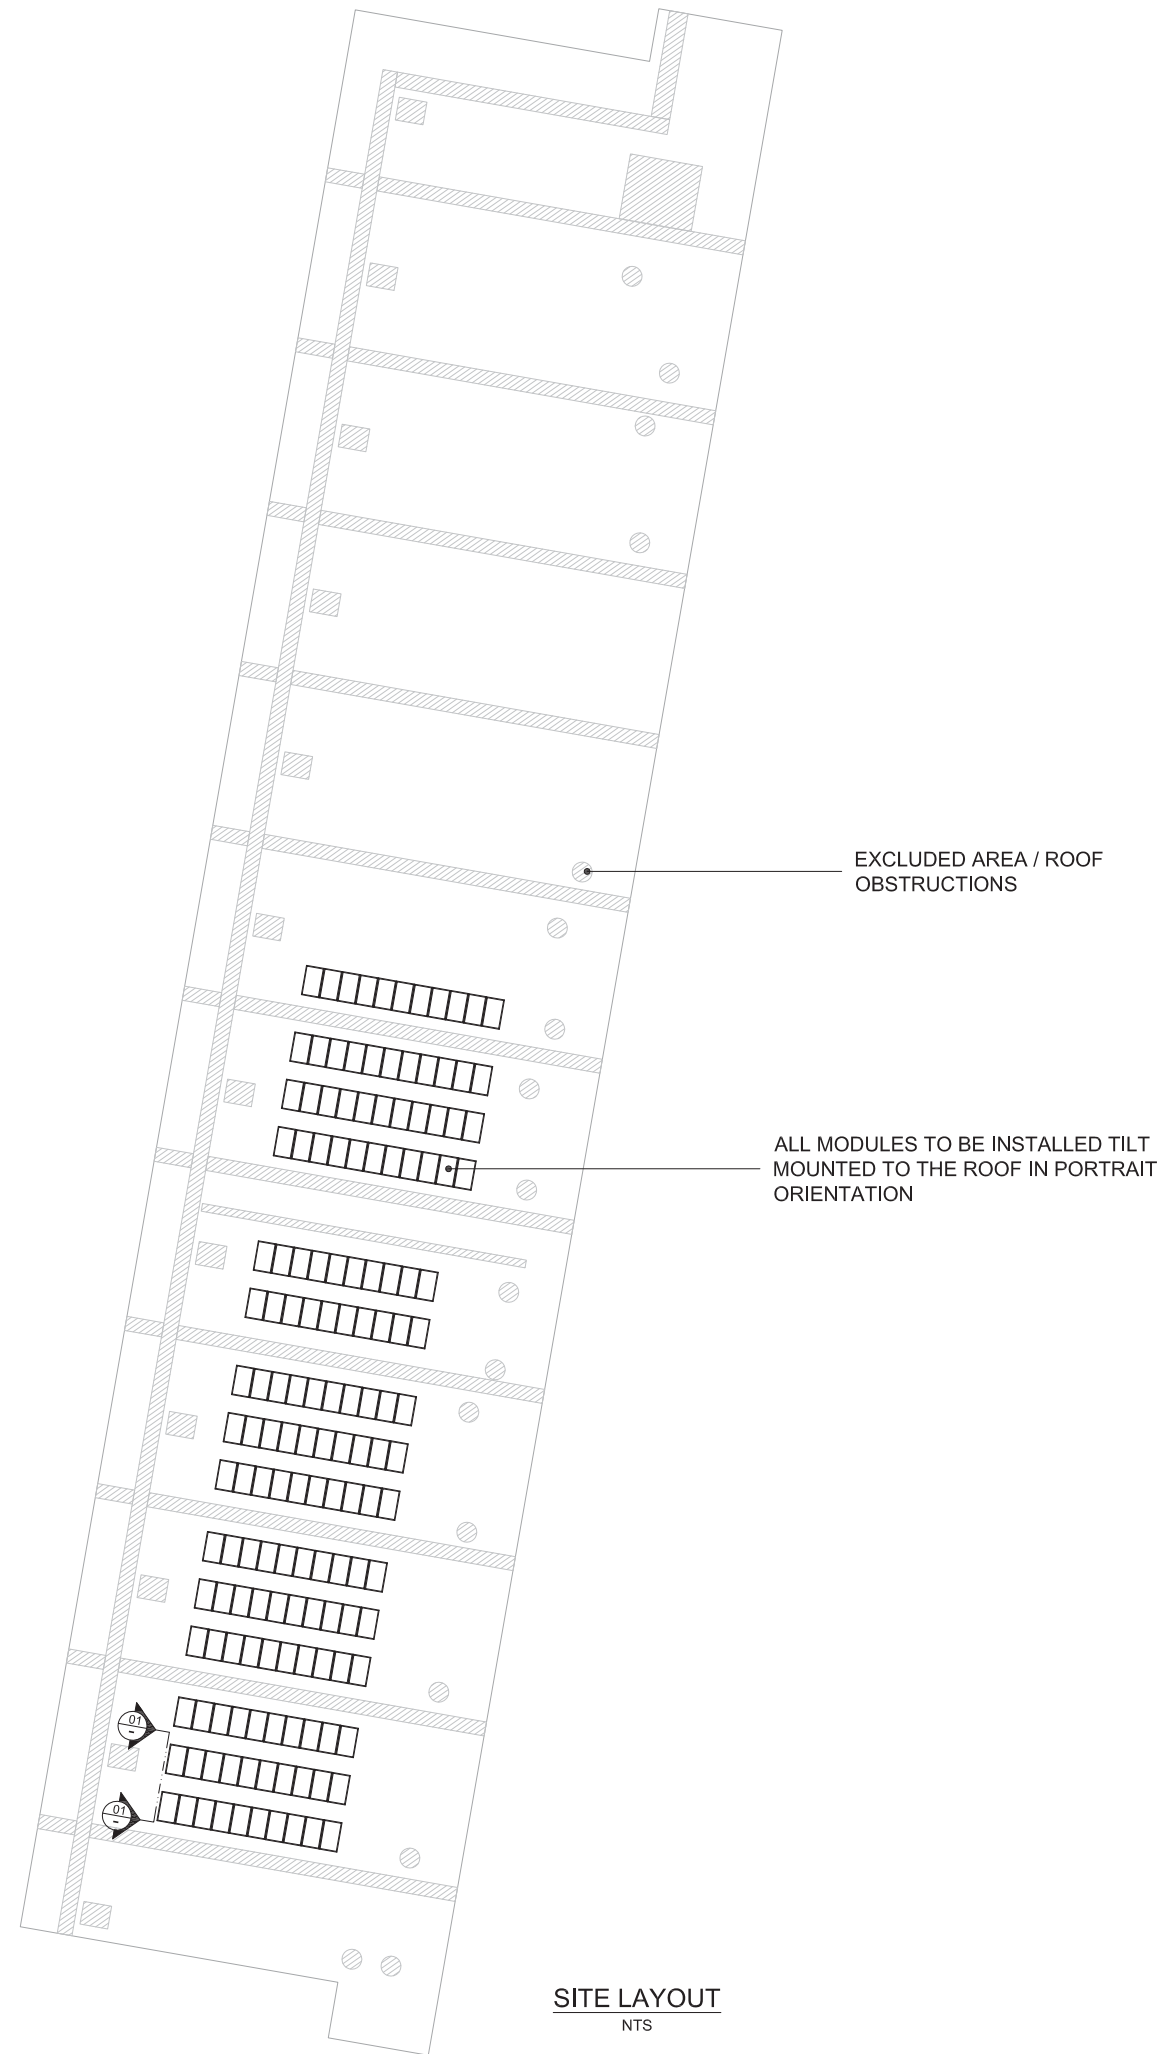 EXCLUDED AREA / ROOF
OBSTRUCTIONS
ALL MODULES TO BE INSTALLED TILT
MOUNTED TO THE ROOF IN PORTRAIT
ORIENTATION
01
-
01
-
SITE LAYOUT
NTS